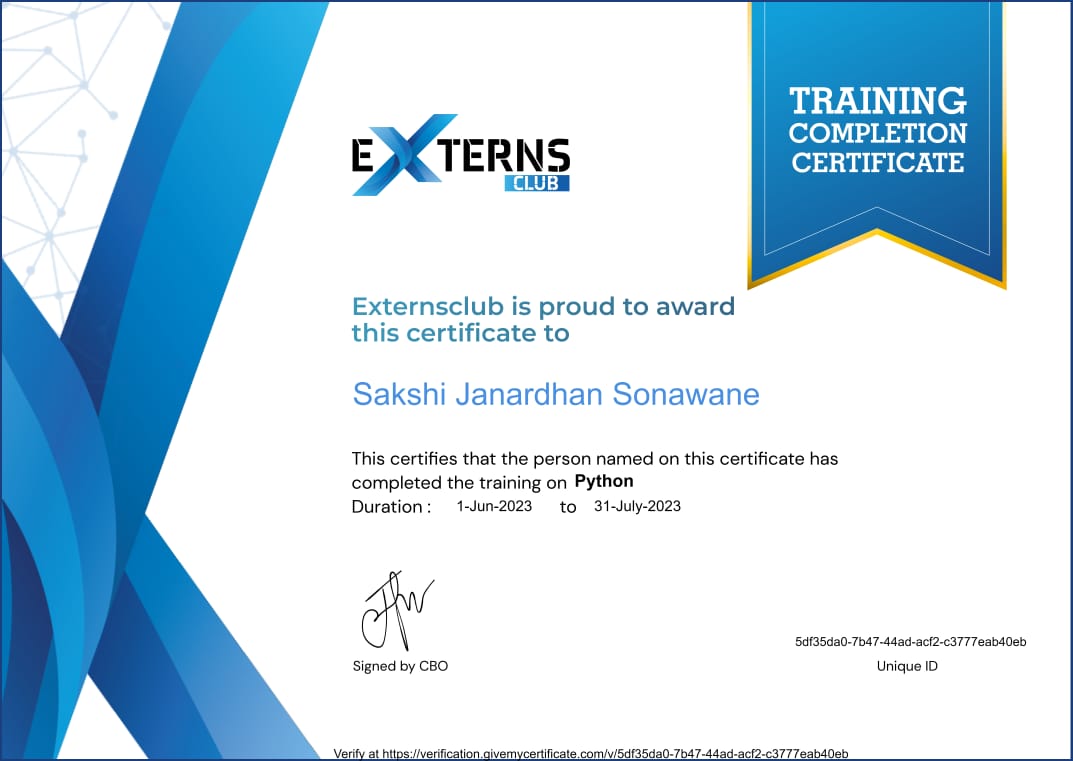 EXTERNS
CLUB
TRAINING
COMPLETION
CERTIFICATE
Externsclub is proud to award
this certificate to
Sakshi Janardhan Sonawane
This certifies that the person named on this certificate has
completed the training on Python
Duration : 1-Jun-2023 to 31-July-2023
Signed by CBO
5df35da0-7b47-44ad-acf2-c3777eab40eb
Unique ID
Verify at https://verification.givemycertificate.com/v/5df35da0-7b47-44ad-acf2-c3777eab40eb